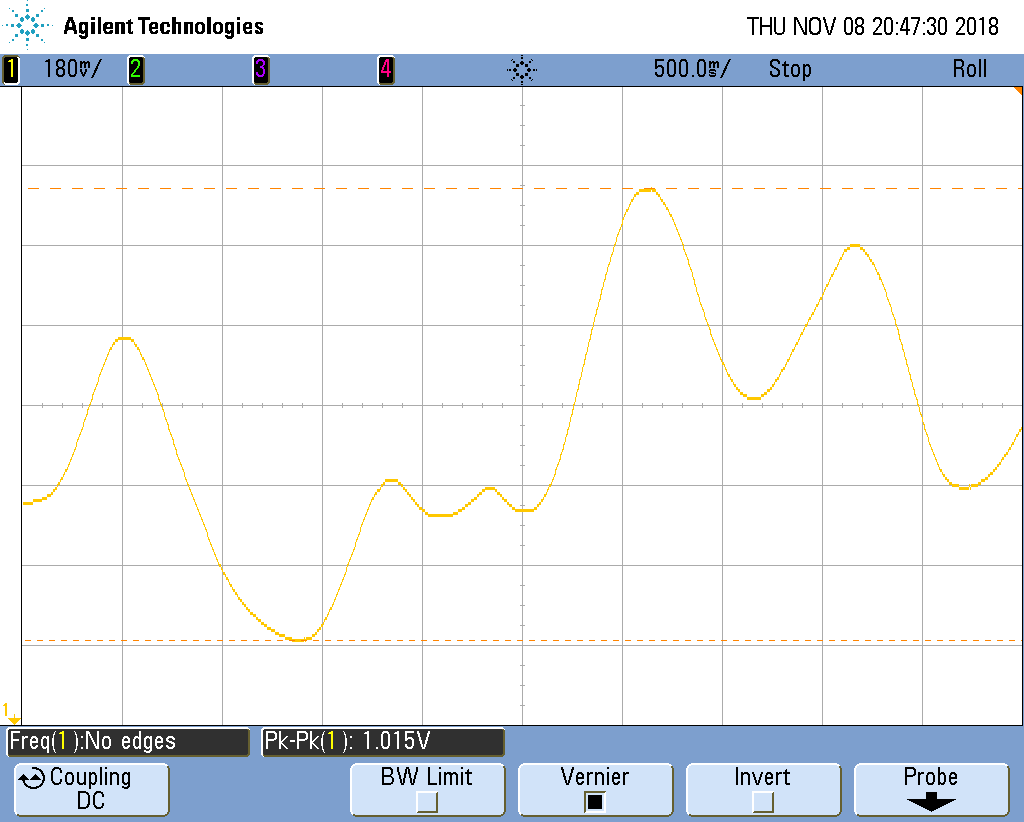 Agilent Technologies
THU NOV 08 20:47:30 2018
1 180mV/ 2 3 4 500.0ms/ Stop Roll
1
Freq(1):No edges
Pk-Pk(1): 1.015V
Coupling
DC
BW Limit
Vernier
Invert
Probe